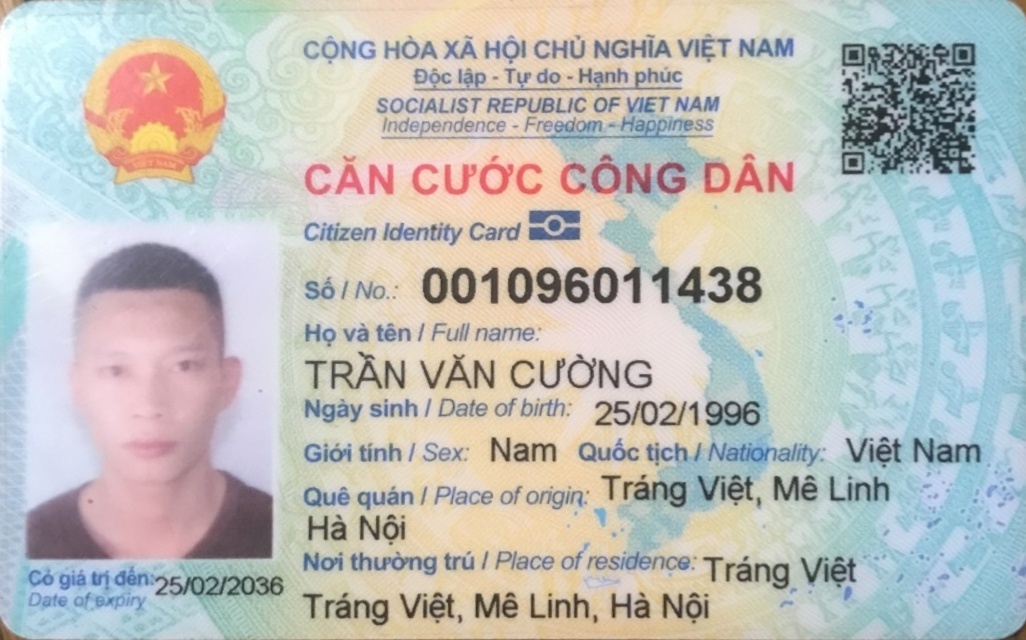 CỘNG HÒA XÃ HỘI CHỦ NGHĨA VIỆT NAM
Độc lập - Tự do - Hạnh phúc
SOCIALIST REPUBLIC OF VIET NAM
Independence - Freedom - Happiness
CĂN CƯỚC CÔNG DÂN
Citizen Identity Card
Số / No.: 001096011438
Họ và tên / Full name:
TRẦN VĂN CƯỜNG
Ngày sinh / Date of birth: 25/02/1996
Giới tính / Sex: Nam Quốc tịch / Nationality: Việt Nam
Quê quán / Place of origin: Tráng Việt, Mê Linh
Hà Nội
Nơi thường trú / Place of residence: Tráng Việt
Tráng Việt, Mê Linh, Hà Nội
Có giá trị đến: 25/02/2036
Date of expiry
VIỆT NAM